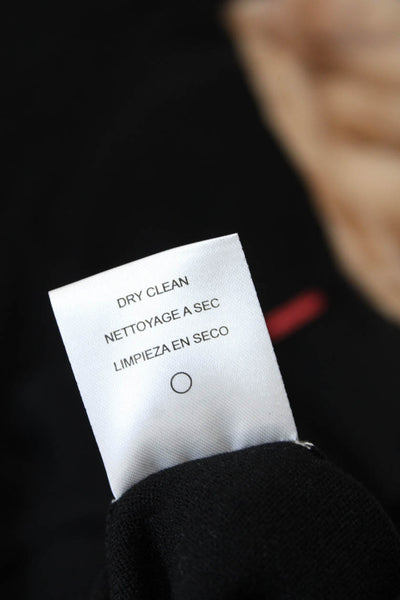 DRY CLEAN
NETTOYAGE A SEC
LIMPIEZA EN SECO